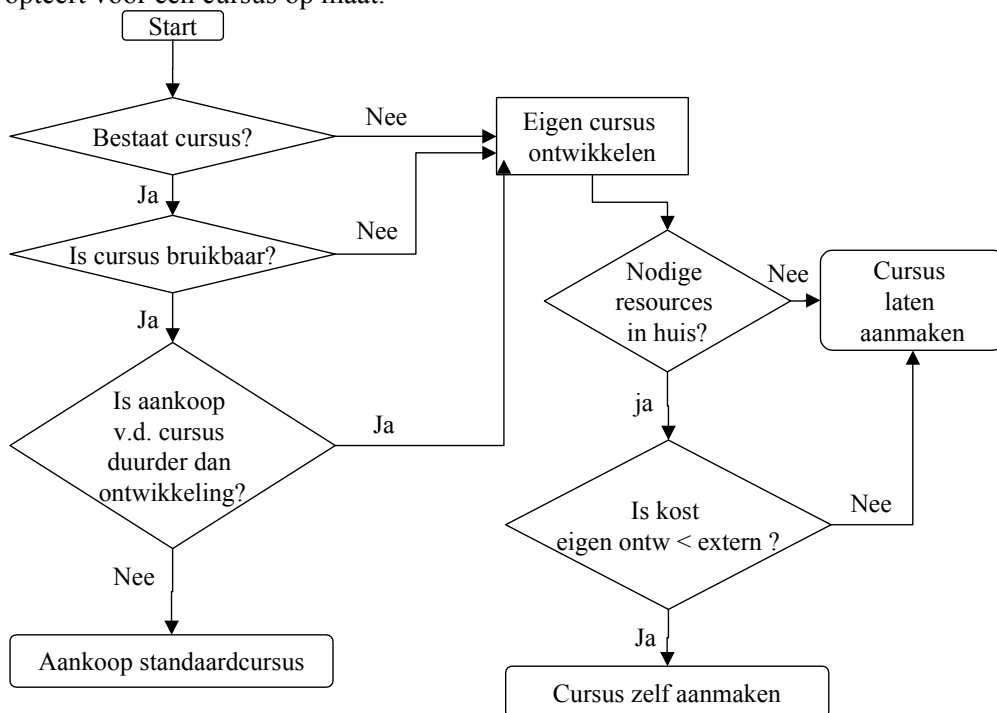 opteert voor een cursus op maat.
Start
Bestaat cursus?
Nee
Ja
Is cursus bruikbaar?
Nee
Ja
Is aankoop
v.d. cursus
duurder dan
ontwikkeling?
Ja
Nee
Aankoop standaardcursus
Eigen cursus
ontwikkelen
Nodige
resources
in huis?
Nee
Cursus
laten
aanmaken
ja
Is kost
eigen ontw < extern ?
Nee
Ja
Cursus zelf aanmaken